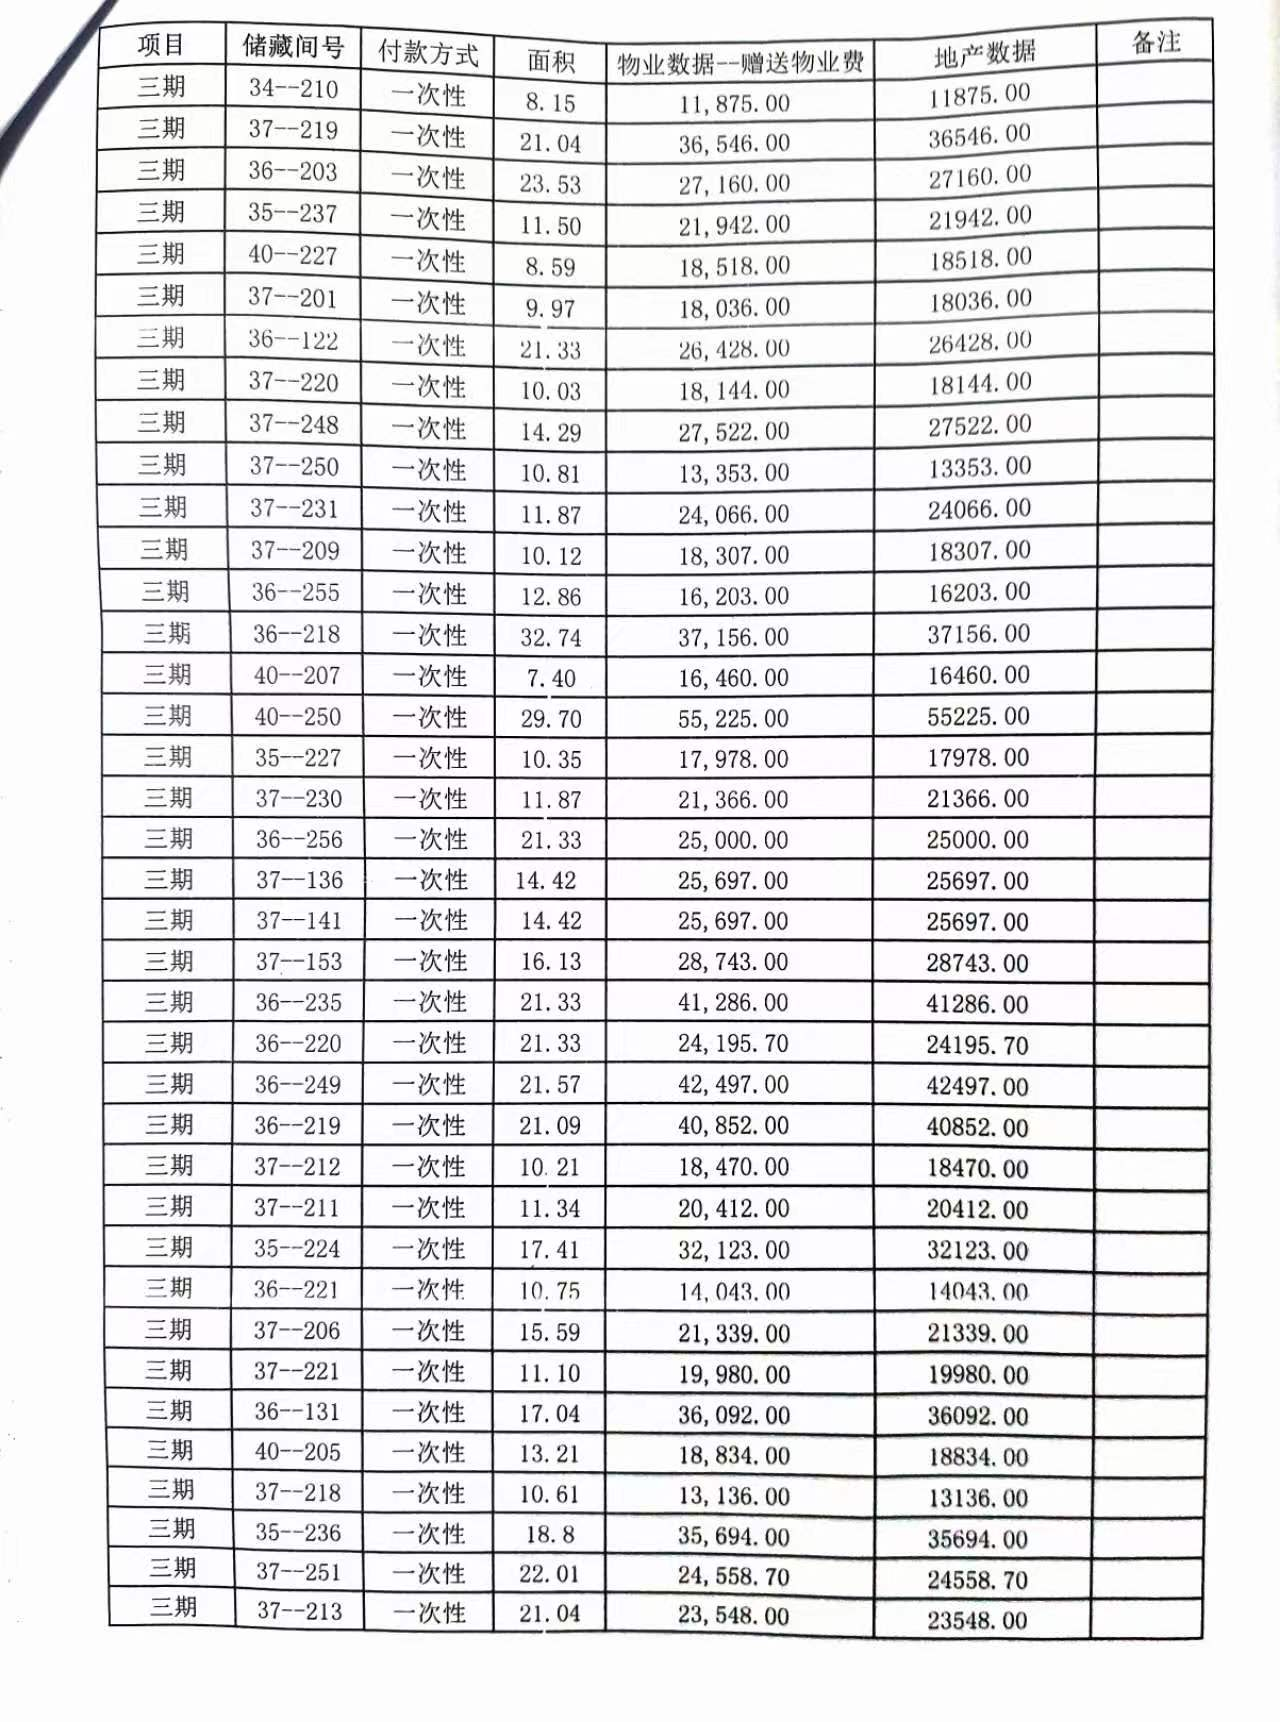 项目 储藏间号 付款方式 面积 物业数据--赠送物业费 地产数据 备注
三期 34--210 一次性 8.15 11,875.00 11875.00
三期 37--219 一次性 21.04 36,546.00 36546.00
三期 36--203 一次性 23.53 27,160.00 27160.00
三期 35--237 一次性 11.50 21,942.00 21942.00
三期 40--227 一次性 8.59 18,518.00 18518.00
三期 37--201 一次性 9.97 18,036.00 18036.00
三期 36--122 一次性 21.33 26,428.00 26428.00
三期 37--220 一次性 10.03 18,144.00 18144.00
三期 37--248 一次性 14.29 27,522.00 27522.00
三期 37--250 一次性 10.81 13,353.00 13353.00
三期 37--231 一次性 11.87 24,066.00 24066.00
三期 37--209 一次性 10.12 18,307.00 18307.00
三期 36--255 一次性 12.86 16,203.00 16203.00
三期 36--218 一次性 32.74 37,156.00 37156.00
三期 40--207 一次性 7.40 16,460.00 16460.00
三期 40--250 一次性 29.70 55,225.00 55225.00
三期 35--227 一次性 10.35 17,978.00 17978.00
三期 37--230 一次性 11.87 21,366.00 21366.00
三期 36--256 一次性 21.33 25,000.00 25000.00
三期 37--136 一次性 14.42 25,697.00 25697.00
三期 37--141 一次性 14.42 25,697.00 25697.00
三期 37--153 一次性 16.13 28,743.00 28743.00
三期 36--235 一次性 21.33 41,286.00 41286.00
三期 36--220 一次性 21.33 24,195.70 24195.70
三期 36--249 一次性 21.57 42,497.00 42497.00
三期 36--219 一次性 21.09 40,852.00 40852.00
三期 37--212 一次性 10.21 18,470.00 18470.00
三期 37--211 一次性 11.34 20,412.00 20412.00
三期 35--224 一次性 17.41 32,123.00 32123.00
三期 36--221 一次性 10.75 14,043.00 14043.00
三期 37--206 一次性 15.59 21,339.00 21339.00
三期 37--221 一次性 11.10 19,980.00 19980.00
三期 36--131 一次性 17.04 36,092.00 36092.00
三期 40--205 一次性 13.21 18,834.00 18834.00
三期 37--218 一次性 10.61 13,136.00 13136.00
三期 35--236 一次性 18.8 35,694.00 35694.00
三期 37--251 一次性 22.01 24,558.70 24558.70
三期 37--213 一次性 21.04 23,548.00 23548.00